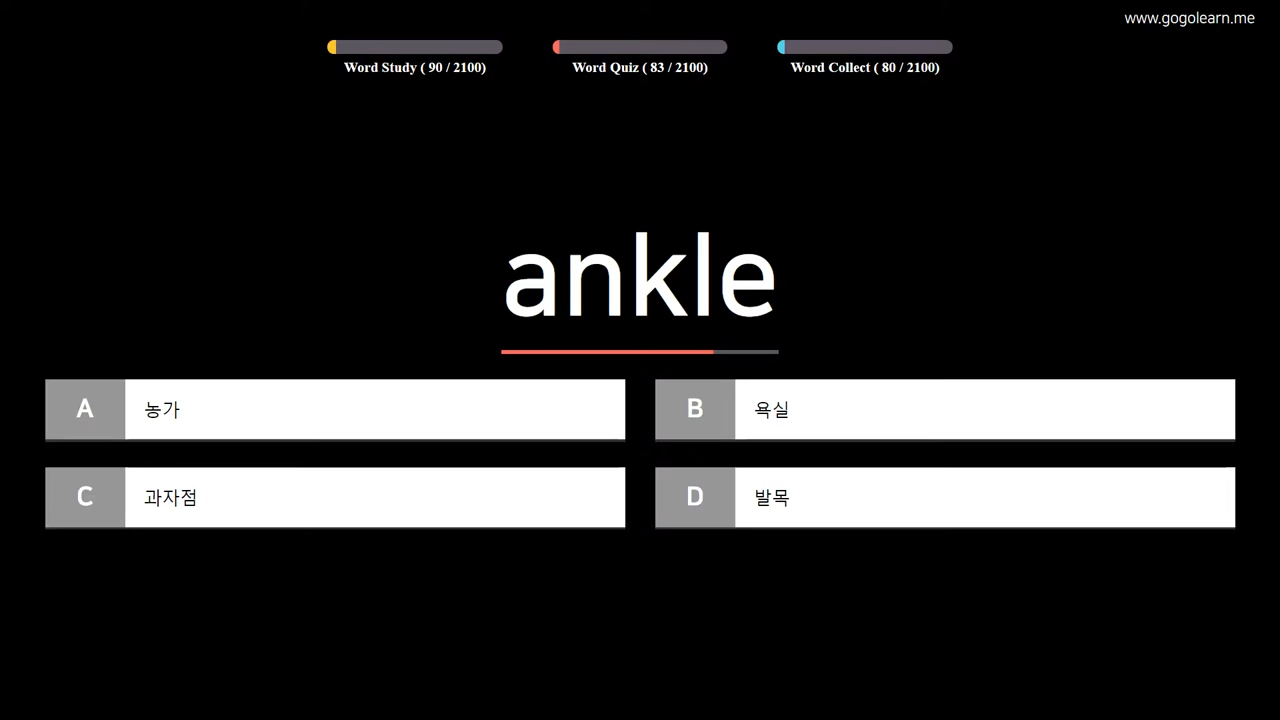 www.gogolearn.me
Word Study ( 90 / 2100)
Word Quiz ( 83 / 2100)
Word Collect ( 80 / 2100)
ankle
A 농가
B 욕실
C 과자점
D 발목